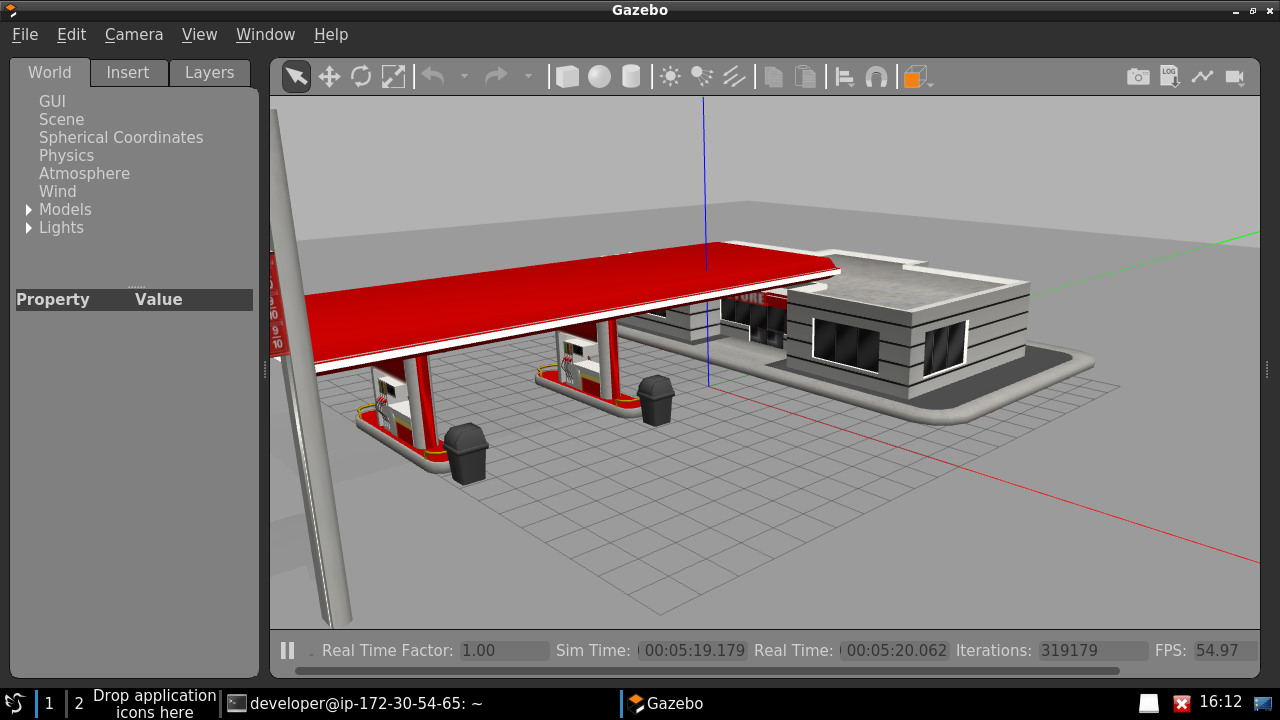 Gazebo
File Edit Camera View Window Help
World Insert Layers
LOG
GUI
Scene
Spherical Coordinates
Physics
Atmosphere
Wind
Models
Lights
Property Value
10
9
10
Real Time Factor: 1.00 Sim Time: 00:05:19.179 Real Time: 00:05:20.062 Iterations: 319179 FPS: 54.97
1 2 Drop application icons here developer@ip-172-30-54-65: ~ Gazebo 16:12